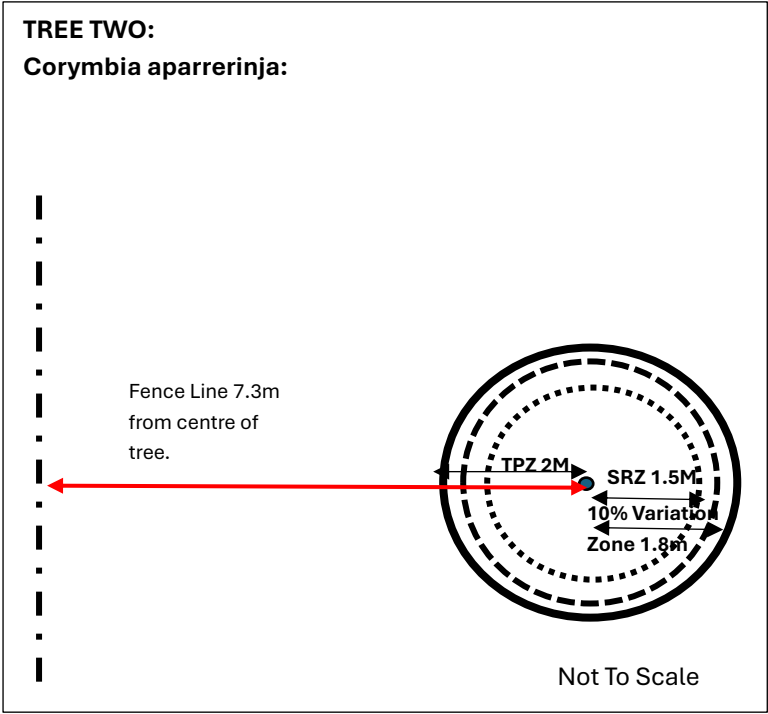 TREE TWO:
Corymbia aparrerinja:
Fence Line 7.3m
from centre of
tree.
TPZ 2M
SRZ 1.5M
10% Variation
Zone 1.8m
Not To Scale